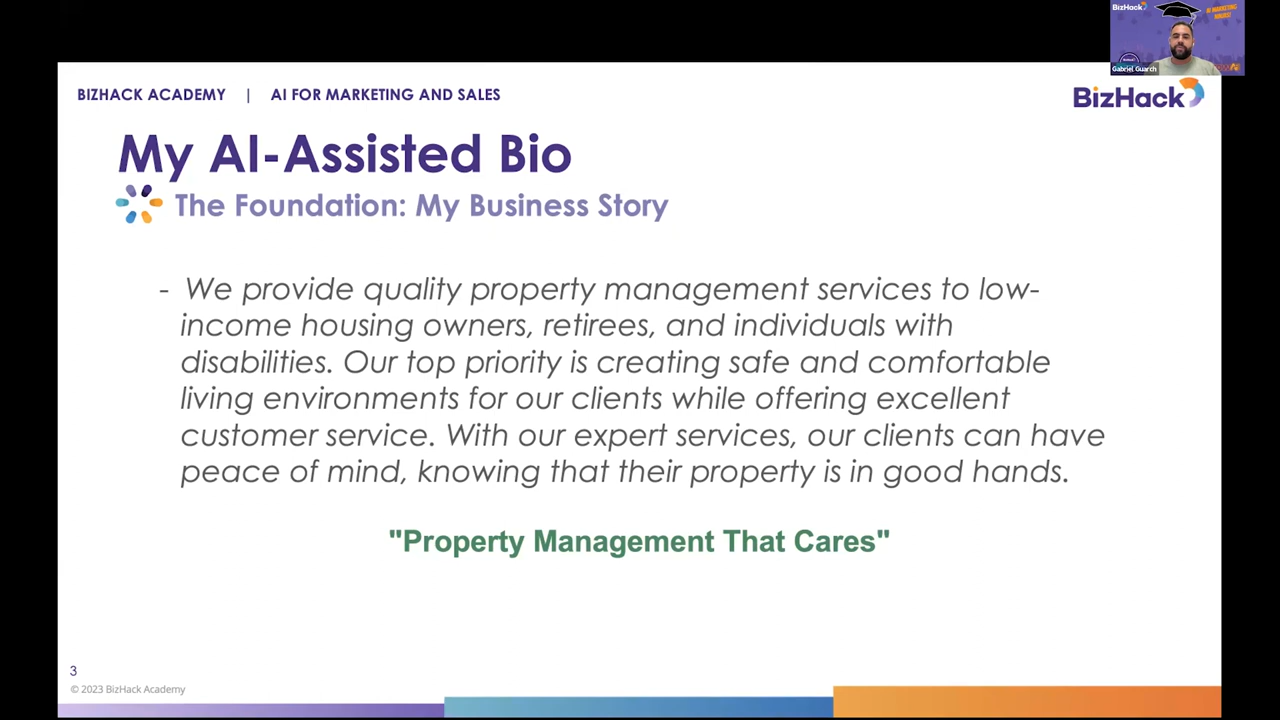 BizHack
AI MARKETING
Gabriel Guarch
BIZHACK ACADEMY | AI FOR MARKETING AND SALES
BizHack
My AI-Assisted Bio
The Foundation: My Business Story
- We provide quality property management services to low-
income housing owners, retirees, and individuals with
disabilities. Our top priority is creating safe and comfortable
living environments for our clients while offering excellent
customer service. With our expert services, our clients can have
peace of mind, knowing that their property is in good hands.
"Property Management That Cares"
3
© 2023 BizHack Academy